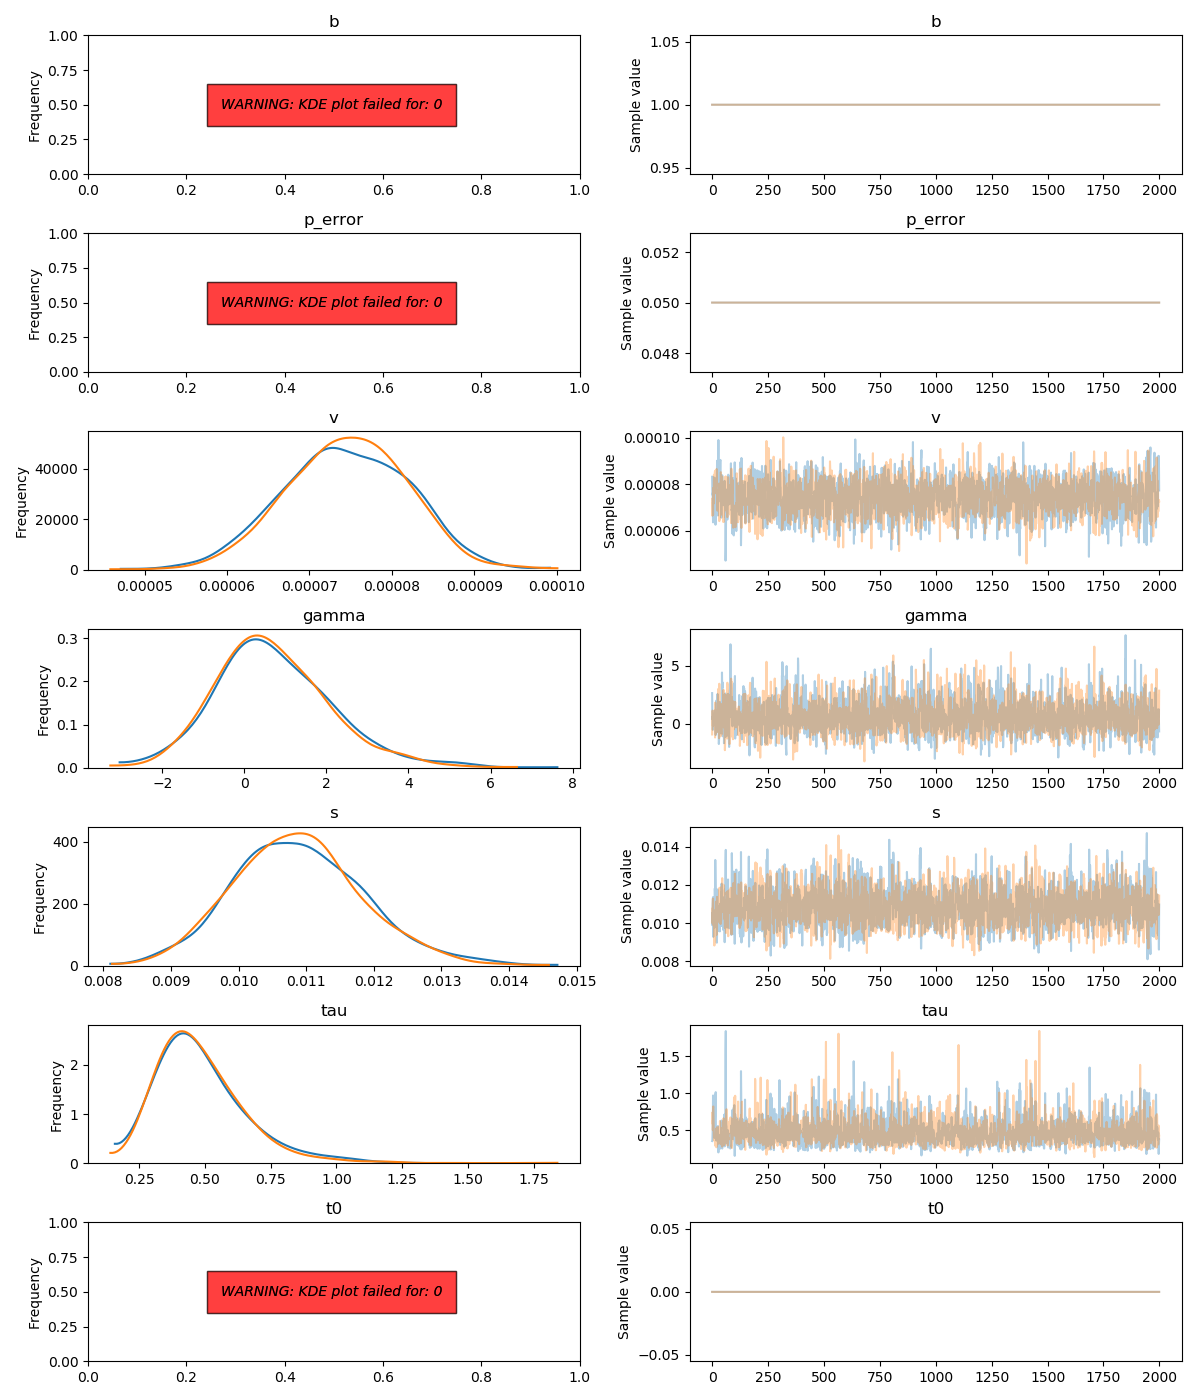 b
1.00
0.75
0.50
0.25
0.00
Frequency
WARNING: KDE plot failed for: 0
0.0 0.2 0.4 0.6 0.8 1.0
b
1.05
1.00
0.95
Sample value
0 250 500 750 1000 1250 1500 1750 2000
p_error
1.00
0.75
0.50
0.25
0.00
Frequency
WARNING: KDE plot failed for: 0
0.0 0.2 0.4 0.6 0.8 1.0
p_error
0.052
0.050
0.048
Sample value
0 250 500 750 1000 1250 1500 1750 2000
v
40000
20000
0
Frequency
0.00005 0.00006 0.00007 0.00008 0.00009 0.00010
v
0.00010
0.00008
0.00006
Sample value
0 250 500 750 1000 1250 1500 1750 2000
gamma
0.3
0.2
0.1
0.0
Frequency
−2 0 2 4 6 8
gamma
5
0
Sample value
0 250 500 750 1000 1250 1500 1750 2000
s
400
200
0
Frequency
0.008 0.009 0.010 0.011 0.012 0.013 0.014 0.015
s
0.014
0.012
0.010
0.008
Sample value
0 250 500 750 1000 1250 1500 1750 2000
tau
2
1
0
Frequency
0.25 0.50 0.75 1.00 1.25 1.50 1.75
tau
1.5
1.0
0.5
Sample value
0 250 500 750 1000 1250 1500 1750 2000
t0
1.00
0.75
0.50
0.25
0.00
Frequency
WARNING: KDE plot failed for: 0
0.0 0.2 0.4 0.6 0.8 1.0
t0
0.05
0.00
−0.05
Sample value
0 250 500 750 1000 1250 1500 1750 2000